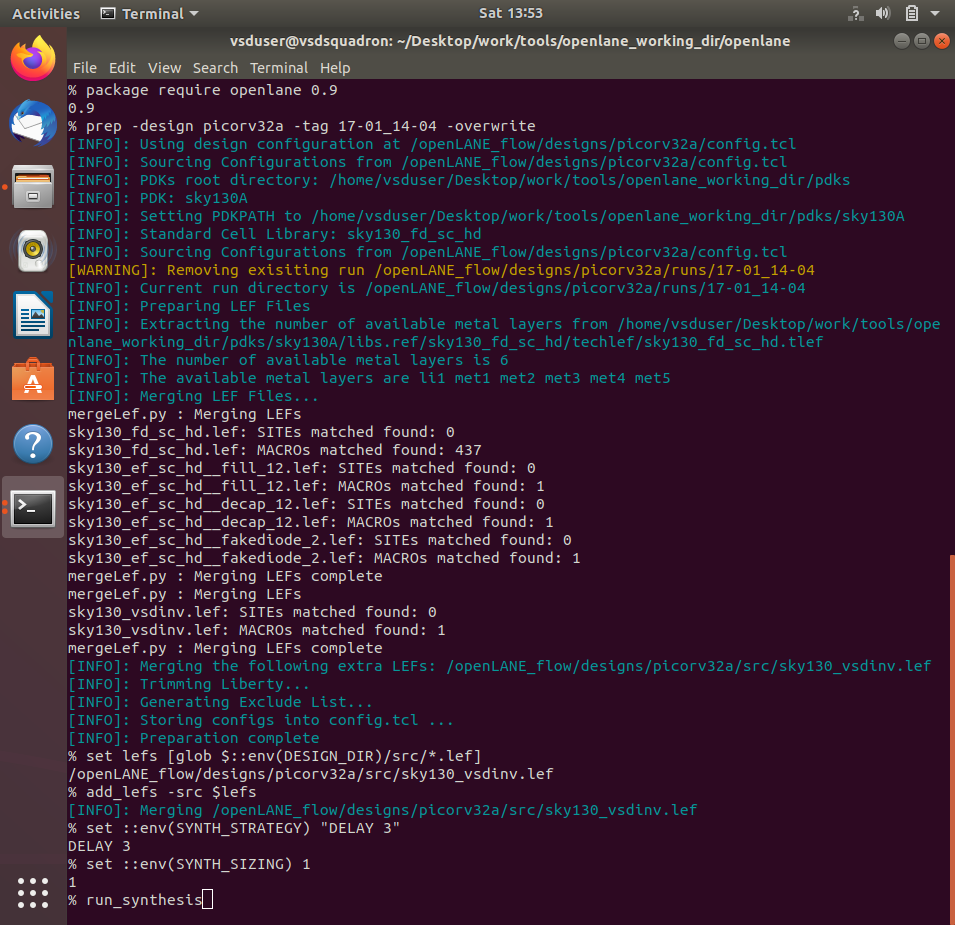 Activities Terminal Sat 13:53
vsduser@vsdsquadron: ~/Desktop/work/tools/openlane_working_dir/openlane
File Edit View Search Terminal Help
% package require openlane 0.9
0.9
% prep -design picorv32a -tag 17-01_14-04 -overwrite
[INFO]: Using design configuration at /openLANE_flow/designs/picorv32a/config.tcl
[INFO]: Sourcing Configurations from /openLANE_flow/designs/picorv32a/config.tcl
[INFO]: PDKs root directory: /home/vsduser/Desktop/work/tools/openlane_working_dir/pdks
[INFO]: PDK: sky130A
[INFO]: Setting PDKPATH to /home/vsduser/Desktop/work/tools/openlane_working_dir/pdks/sky130A
[INFO]: Standard Cell Library: sky130_fd_sc_hd
[INFO]: Sourcing Configurations from /openLANE_flow/designs/picorv32a/config.tcl
[WARNING]: Removing exisiting run /openLANE_flow/designs/picorv32a/runs/17-01_14-04
[INFO]: Current run directory is /openLANE_flow/designs/picorv32a/runs/17-01_14-04
[INFO]: Preparing LEF Files
[INFO]: Extracting the number of available metal layers from /home/vsduser/Desktop/work/tools/ope
nlane_working_dir/pdks/sky130A/libs.ref/sky130_fd_sc_hd/techlef/sky130_fd_sc_hd.tlef
[INFO]: The number of available metal layers is 6
[INFO]: The available metal layers are li1 met1 met2 met3 met4 met5
[INFO]: Merging LEF Files...
mergeLef.py : Merging LEFs
sky130_fd_sc_hd.lef: SITEs matched found: 0
sky130_fd_sc_hd.lef: MACROs matched found: 437
sky130_ef_sc_hd__fill_12.lef: SITEs matched found: 0
sky130_ef_sc_hd__fill_12.lef: MACROs matched found: 1
sky130_ef_sc_hd__decap_12.lef: SITEs matched found: 0
sky130_ef_sc_hd__decap_12.lef: MACROs matched found: 1
sky130_ef_sc_hd__fakediode_2.lef: SITEs matched found: 0
sky130_ef_sc_hd__fakediode_2.lef: MACROs matched found: 1
mergeLef.py : Merging LEFs complete
mergeLef.py : Merging LEFs
sky130_vsdinv.lef: SITEs matched found: 0
sky130_vsdinv.lef: MACROs matched found: 1
mergeLef.py : Merging LEFs complete
[INFO]: Merging the following extra LEFs: /openLANE_flow/designs/picorv32a/src/sky130_vsdinv.lef
[INFO]: Trimming Liberty...
[INFO]: Generating Exclude List...
[INFO]: Storing configs into config.tcl ...
[INFO]: Preparation complete
% set lefs [glob $::env(DESIGN_DIR)/src/*.lef]
/openLANE_flow/designs/picorv32a/src/sky130_vsdinv.lef
% add_lefs -src $lefs
[INFO]: Merging /openLANE_flow/designs/picorv32a/src/sky130_vsdinv.lef
% set ::env(SYNTH_STRATEGY) "DELAY 3"
DELAY 3
% set ::env(SYNTH_SIZING) 1
1
% run_synthesis